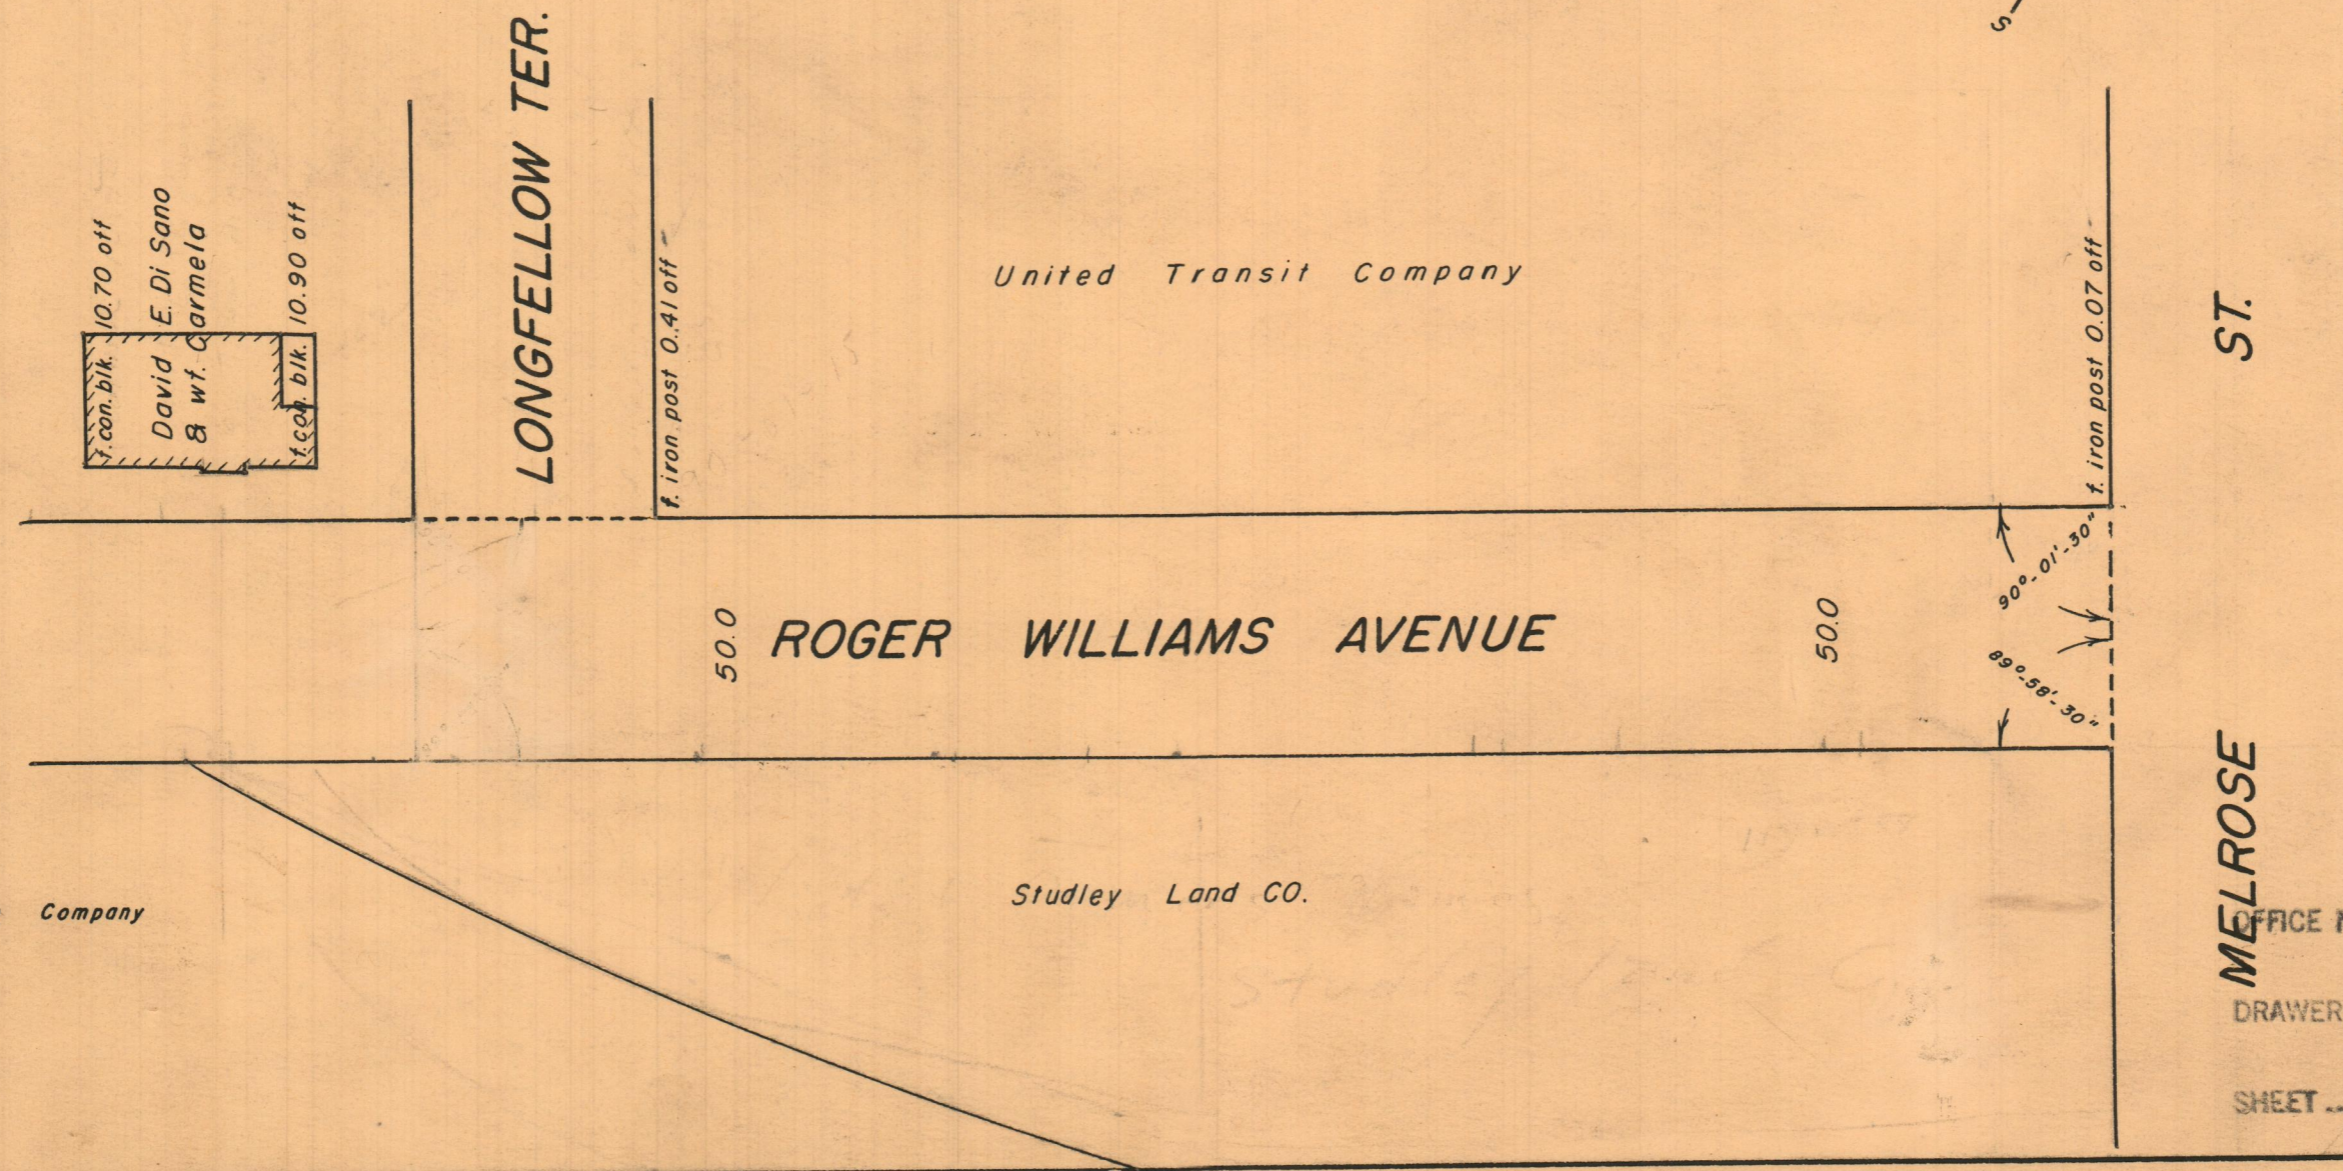 S
LONGFELLOW TER.
10.70 off
David E. Di Sano
& wf. Carmela
10.90 off
f. con. blk.
f. con. blk.
f. iron post 0.41 off
United Transit Company
f. iron post 0.07 off
MELROSE ST.
50.0
ROGER WILLIAMS AVENUE
50.0
90°-01'-30"
89°-58'-30"
Company
Studley Land CO.
OFFICE
DRAWER
SHEET